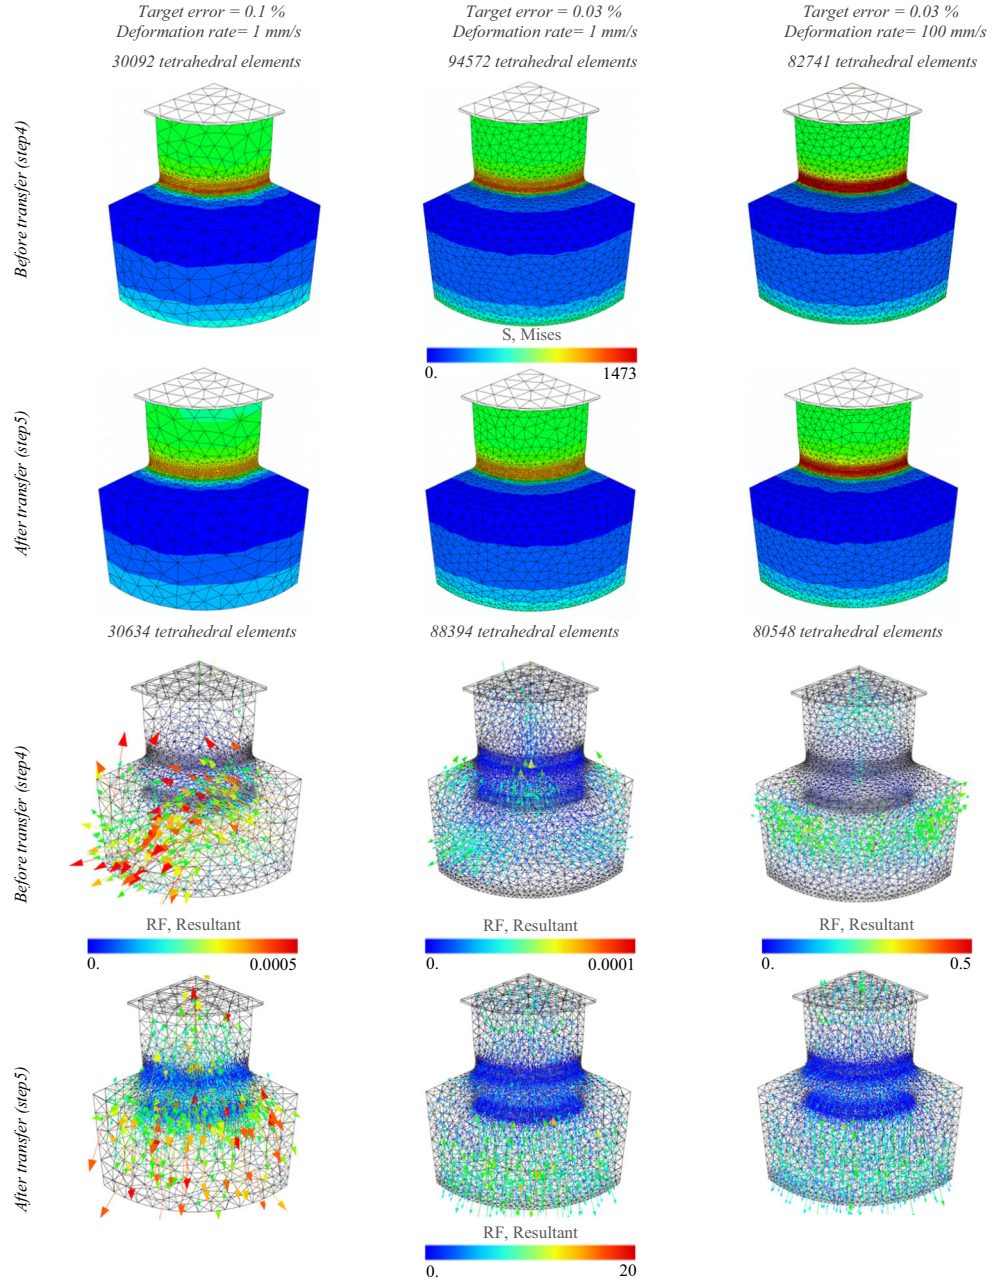 Target error = 0.1 %
Deformation rate= 1 mm/s
30092 tetrahedral elements
Target error = 0.03 %
Deformation rate= 1 mm/s
94572 tetrahedral elements
Target error = 0.03 %
Deformation rate= 100 mm/s
82741 tetrahedral elements
Before transfer (step4)
S, Mises
0. 1473
After transfer (step5)
30634 tetrahedral elements
88394 tetrahedral elements
80548 tetrahedral elements
Before transfer (step4)
RF, Resultant
0. 0.0005
RF, Resultant
0. 0.0001
RF, Resultant
0. 0.5
After transfer (step5)
RF, Resultant
0. 20